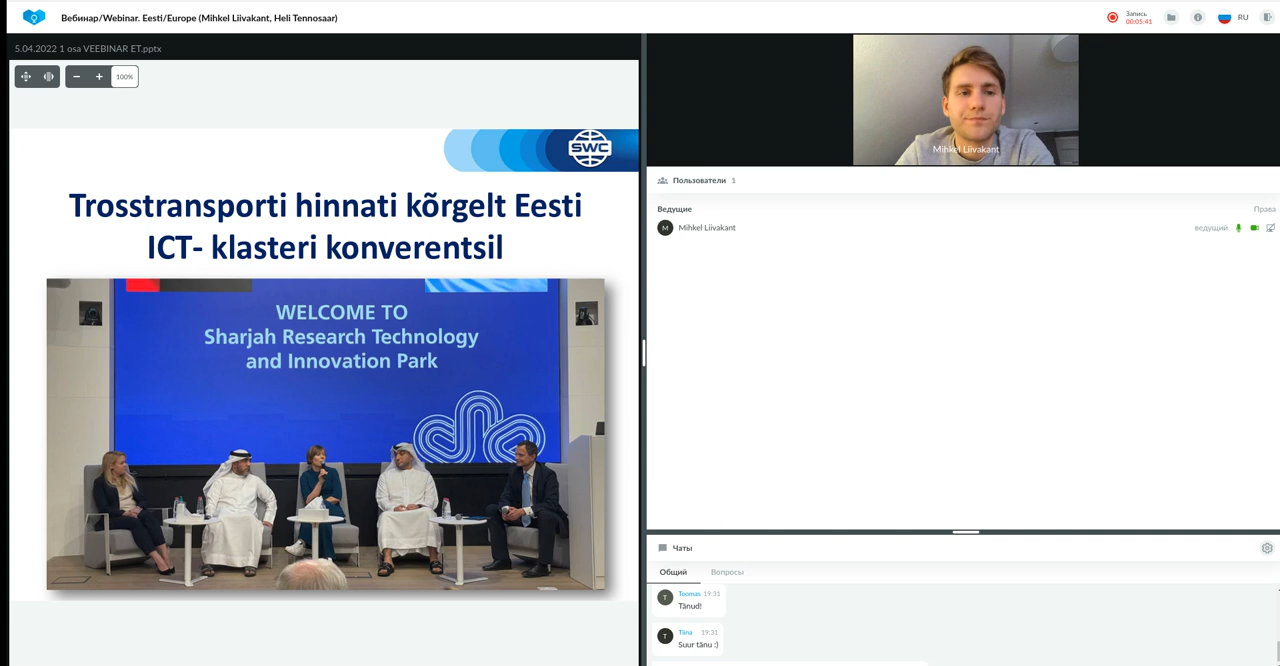 Вебинар/Webinar. Eesti/Europe (Mihkel Liivakant, Heli Tennosaar)
Запись
00:05:41
RU
5.04.2022 1 osa VEEBINAR ET.pptx
100%
SWC
Trosstransporti hinnati kõrgelt Eesti
ICT- klasteri konverentsil
WELCOME TO
Sharjah Research Technology
and Innovation Park
Mihkel Liivakant
Пользователи 1
Ведущие
Права
M
Mihkel Liivakant
ведущий
Чаты
Общий
Вопросы
T
Toomas 19:31
Tänud!
T
Tiina 19:31
Suur tänu :)